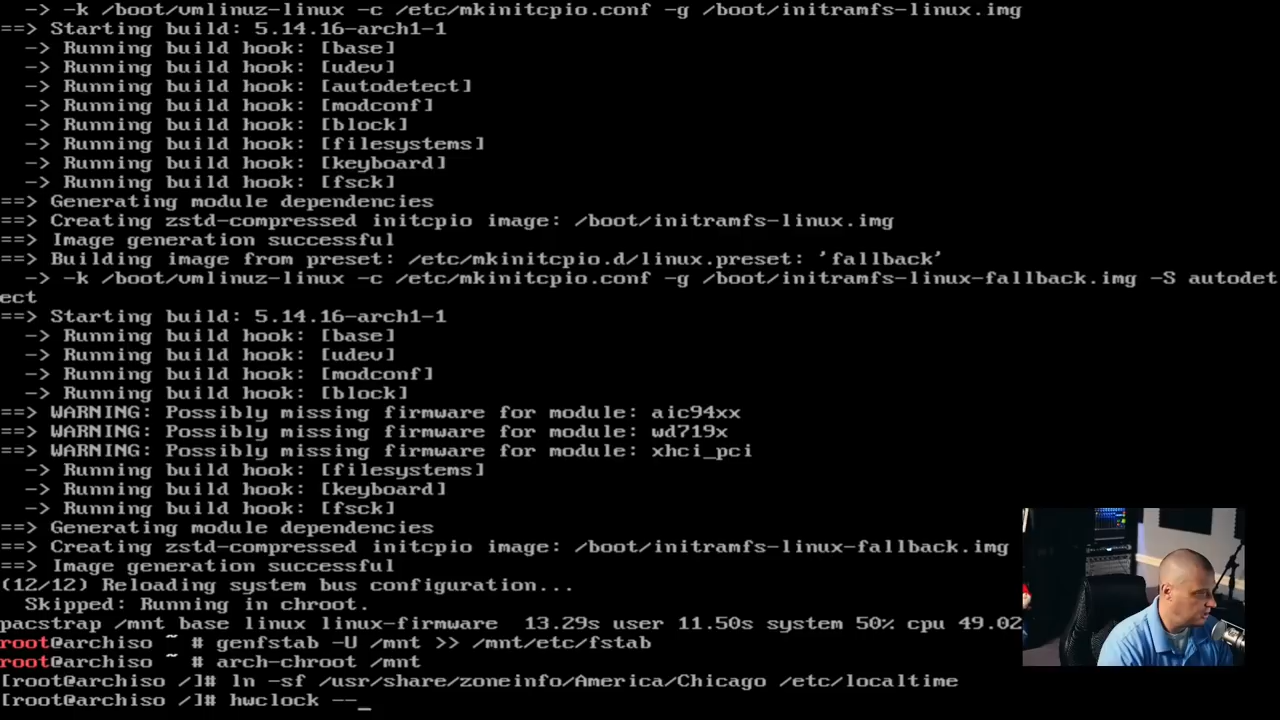 -> -k /boot/vmlinuz-linux -c /etc/mkinitcpio.conf -g /boot/initramfs-linux.img
==> Starting build: 5.14.16-arch1-1
  -> Running build hook: [base]
  -> Running build hook: [udev]
  -> Running build hook: [autodetect]
  -> Running build hook: [modconf]
  -> Running build hook: [block]
  -> Running build hook: [filesystems]
  -> Running build hook: [keyboard]
  -> Running build hook: [fsck]
==> Generating module dependencies
==> Creating zstd-compressed initcpio image: /boot/initramfs-linux.img
==> Image generation successful
==> Building image from preset: /etc/mkinitcpio.d/linux.preset: 'fallback'
  -> -k /boot/vmlinuz-linux -c /etc/mkinitcpio.conf -g /boot/initramfs-linux-fallback.img -S autodet
ect
==> Starting build: 5.14.16-arch1-1
  -> Running build hook: [base]
  -> Running build hook: [udev]
  -> Running build hook: [modconf]
  -> Running build hook: [block]
==> WARNING: Possibly missing firmware for module: aic94xx
==> WARNING: Possibly missing firmware for module: wd719x
==> WARNING: Possibly missing firmware for module: xhci_pci
  -> Running build hook: [filesystems]
  -> Running build hook: [keyboard]
  -> Running build hook: [fsck]
==> Generating module dependencies
==> Creating zstd-compressed initcpio image: /boot/initramfs-linux-fallback.img
==> Image generation successful
(12/12) Reloading system bus configuration...
  Skipped: Running in chroot.
pacstrap /mnt base linux linux-firmware  13.29s user 11.50s system 50% cpu 49.02
root@archiso ~ # genfstab -U /mnt >> /mnt/etc/fstab
root@archiso ~ # arch-chroot /mnt
[root@archiso /]# ln -sf /usr/share/zoneinfo/America/Chicago /etc/localtime
[root@archiso /]# hwclock --_